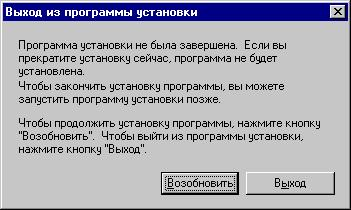 Выход из программы установки
Программа установки не была завершена. Если вы
прекратите установку сейчас, программа не будет
установлена.
Чтобы закончить установку программы, вы можете
запустить программу установки позже.
Чтобы продолжить установку программы, нажмите кнопку
"Возобновить". Чтобы выйти из программы установки,
нажмите кнопку "Выход".
Возобновить
Выход